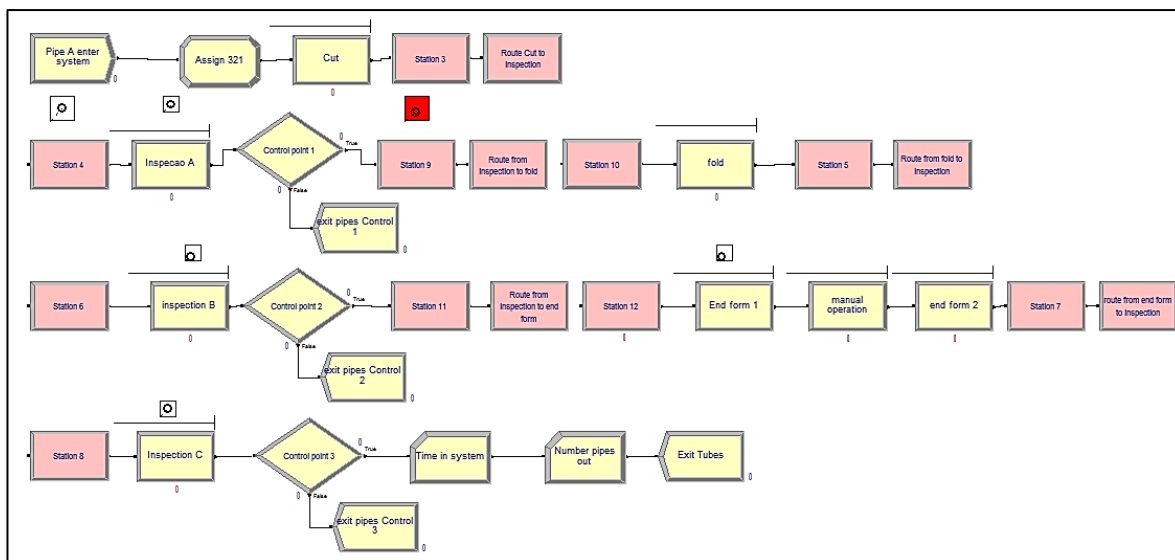 Pipe A enter
system
0
Assign 321
Cut
0
Station 3
Route Cut to
Inspection
Station 4
Inspecao A
0
Control point 1
0
True
0
False
exit pipes Control
1
0
Station 9
Route from
Inspection to fold
Station 10
fold
0
Station 5
Route from fold to
Inspection
Station 6
inspection B
0
Control point 2
0
True
0
False
exit pipes Control
2
0
Station 11
Route from
Inspection to end
form
Station 12
0
End form 1
0
manual
operation
0
end form 2
0
Station 7
route from end form
to Inspection
Station 8
Inspection C
0
Control point 3
0
True
0
False
exit pipes Control
3
0
Time in system
Number pipes
out
Exit Tubes
0